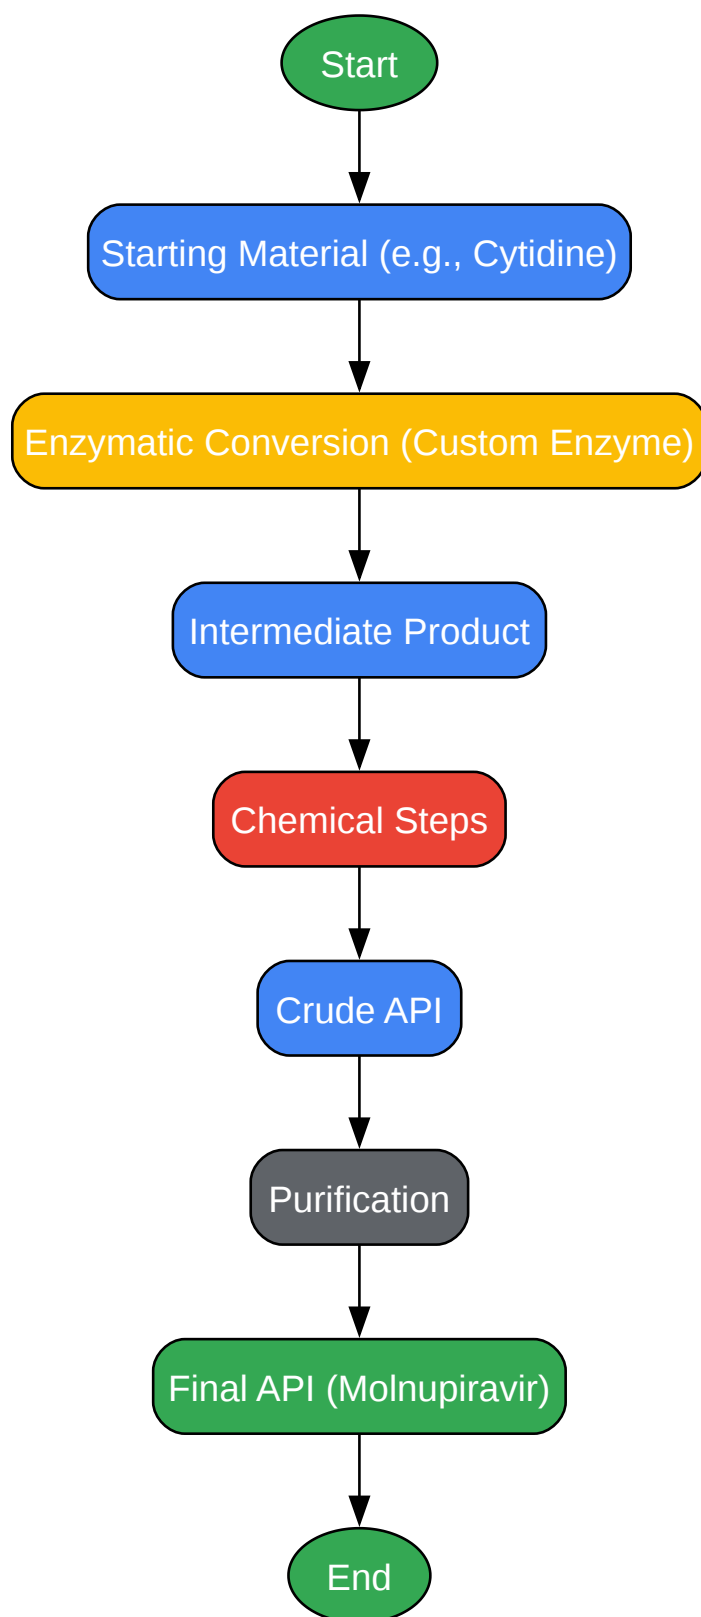 Start
Starting Material (e.g., Cytidine)
Enzymatic Conversion (Custom Enzyme)
Intermediate Product
Chemical Steps
Crude API
Purification
Final API (Molnupiravir)
End